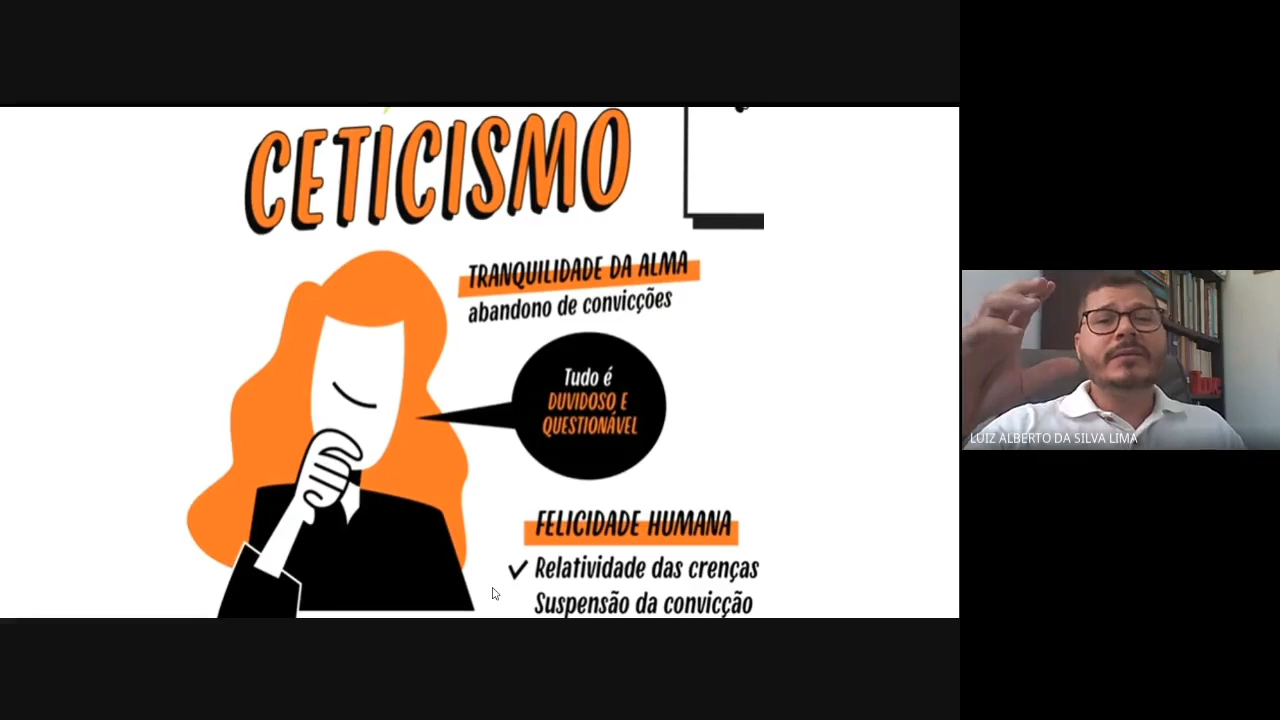 CETICISMO
TRANQUILIDADE DA ALMA
abandono de convicções
Tudo é
DUVIDOSO E
QUESTIONÁVEL
FELICIDADE HUMANA
✓ Relatividade das crenças
Suspensão da convicção
LUIZ ALBERTO DA SILVA LIMA